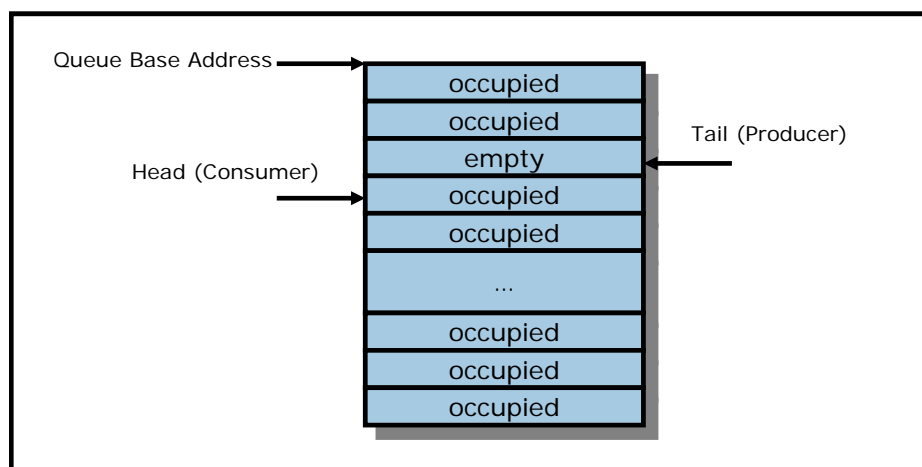 Queue Base Address
occupied
occupied
Tail (Producer)
empty
Head (Consumer)
occupied
occupied
...
occupied
occupied
occupied